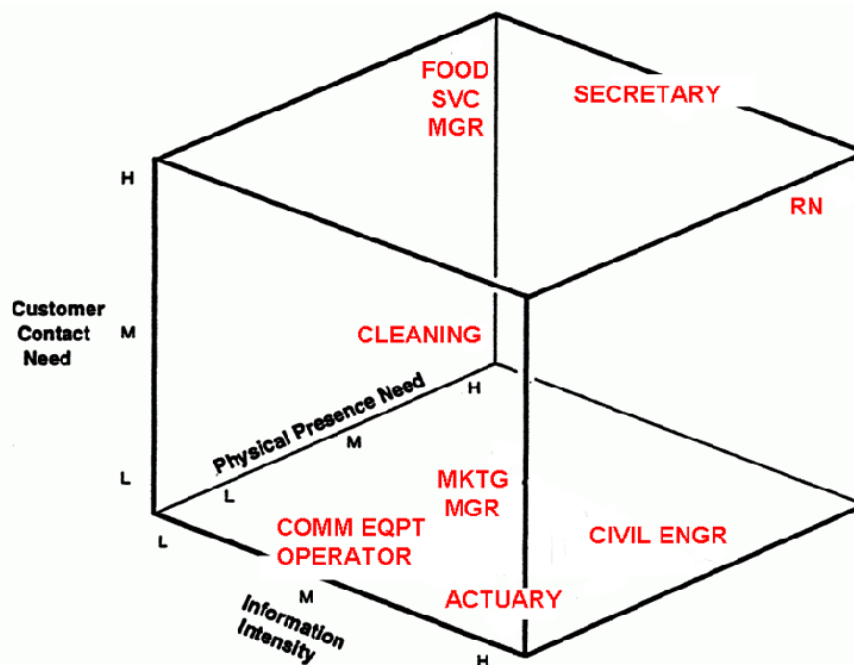 FOOD
SVC
MGR
SECRETARY
H
RN
Customer
Contact
Need
M
CLEANING
Physical Presence Need
H
M
L
L
MKTG
MGR
COMM EQPT
OPERATOR
CIVIL ENGR
L
M
ACTUARY
Information
Intensity
H